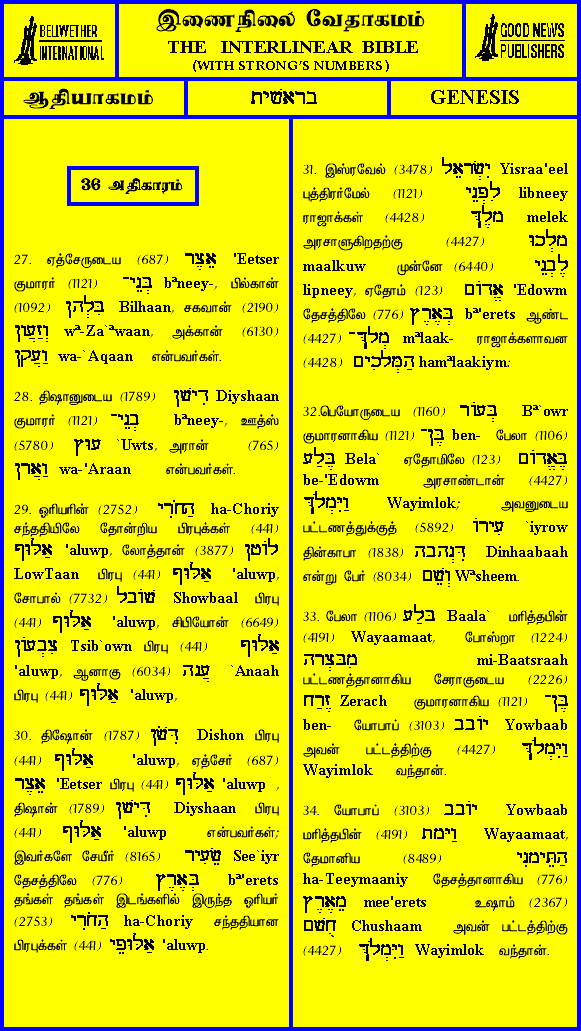 BELLWETHER
INTERNATIONAL
இணைநிலை வேதாகமம்
THE INTERLINEAR BIBLE
(WITH STRONG'S NUMBERS)
GOOD NEWS
PUBLISHERS
ஆதியாகமம்
בראשית
GENESIS
36 அதிகாரம்
27. ஏத்சேருடைய (687) אֵצֶר 'Eetser
குமாரர் (1121) בְּנֵי־ bªneey-, பில்கான்
(1092) בִּלְהָן Bilhaan, சகவான் (2190)
וְזַעֲוָן wª-Za`ªwaan, அக்கான் (6130)
וַעֲקָן wa-`Aqaan என்பவர்கள்.
28. திஷானுடைய (1789) דִישָׁן Diyshaan
குமாரர் (1121) בְנֵי־ bªneey-, ஊத்ஸ்
(5780) עוּץ `Uwts, அரான் (765)
וַאֲרָן wa-'Araan என்பவர்கள்.
29. ஒரியரின் (2752) הַחֹרִי ha-Choriy
சந்ததியிலே தோன்றிய பிரபுக்கள் (441)
אַלּוּף 'aluwp, லோத்தான் (3877) לוֹטָן
LowTaan பிரபு (441) אַלּוּף 'aluwp,
சோபால் (7732) שׁוֹבָל Showbaal பிரபு
(441) אַלּוּף 'aluwp, சிபியோன் (6649)
צִבְעוֹן Tsib`own பிரபு (441) אַלּוּף
'aluwp, ஆனாகு (6034) עֲנָה `Anaah
பிரபு (441) אַלּוּף 'aluwp,
30. திஷோன் (1787) דִּשֹׁן Dishon பிரபு
(441) אַלּוּף 'aluwp, ஏத்சேர் (687)
אֵצֶר 'Eetser பிரபு (441) אַלּוּף 'aluwp ,
திஷான் (1789) דִּישָׁן Diyshaan பிரபு
(441) אַלּוּף 'aluwp என்பவர்கள்;
இவர்களே சேயீர் (8165) שֵׂעִיר See`iyr
தேசத்திலே (776) בְּאֶרֶץ bª'erets
தங்கள் தங்கள் இடங்களில் இருந்த ஒரியர்
(2753) הַחֹרִי ha-Choriy சந்ததியான
பிரபுக்கள் (441) אַלּוּפֵי 'aluwp.
31. இஸ்ரவேல் (3478) יִשְׂרָאֵל Yisraa'eel
புத்திரர்மேல் (1121) לִפְנֵי libneey
ராஜாக்கள் (4428) מֶלֶךְ melek
அரசாளுகிறதற்கு (4427) מָלְכוּ
maalkuw முன்னே (6440) לִבְנֵי
lipneey, ஏதோம் (123) אֱדוֹם 'Edowm
தேசத்திலே (776) בְּאֶרֶץ bª'erets ஆண்ட
(4427) מְלָךְ־ mªlaak- ராஜாக்களாவன
(4428) הַמְּלָכִים hamªlaakiym:
32.பெயோருடைய (1160) בְּעוֹר Bª`owr
குமாரனாகிய (1121) בֶּן־ ben- பேலா (1106)
בֶּלַע Bela` ஏதோமிலே (123) בֶּאֱדוֹם
be-'Edowm அரசாண்டான் (4427)
וַיִּמְלֹךְ Wayimlok; அவனுடைய
பட்டணத்துக்குத் (5892) עִירוֹ `iyrow
தின்காபா (1838) דִּנְהָבָה Dinhaabaah
என்று பேர் (8034) וְשֵׁם Wªsheem.
33. பேலா (1106) בָּלַע Baala` மரித்தபின்
(4191) Wayaamaat, போஸ்றா (1224)
מִבָּצְרָה mi-Baatsraah
பட்டணத்தானாகிய சேராகுடைய (2226)
זֶרַח Zerach குமாரனாகிய (1121) בֶּן־
ben- யோபாப் (3103) יוֹבָב Yowbaab
அவன் பட்டத்திற்கு (4427) וַיִּמְלֹךְ
Wayimlok வந்தான்.
34. யோபாப் (3103) יוֹבָב Yowbaab
மரித்தபின் (4191) וַיָּמָת Wayaamaat,
தேமானிய (8489) הַתֵּימָנִי
ha-Teeymaaniy தேசத்தானாகிய (776)
מֵאֶרֶץ mee'erets உஷாம் (2367)
חֻשָׁם Chushaam அவன் பட்டத்திற்கு
(4427) וַיִּמְלֹךְ Wayimlok வந்தான்.